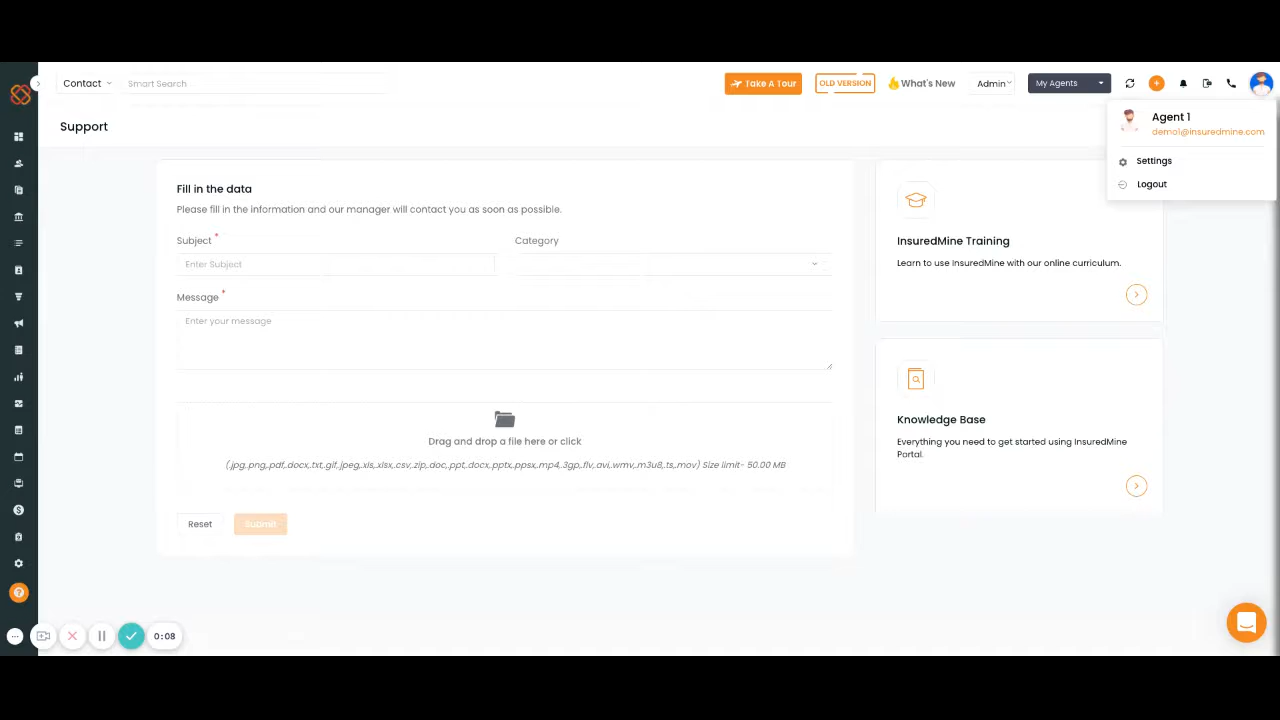 Contact
Smart Search
Take A Tour
OLD VERSION
What's New
Admin
My Agents
Agent 1
demo1@insuredmine.com
Settings
Logout
Support
Fill in the data
Please fill in the information and our manager will contact you as soon as possible.
Subject *
Category
Enter Subject
Message *
Enter your message
Drag and drop a file here or click
(.jpg,.png,.pdf,.docx,.txt,.gif,.jpeg,.xls,.xlsx,.csv,.zip,.doc,.ppt,.docx,.pptx,.ppsx,.mp4,.3gp,.flv,.avi,.wmv,.m3u8,.ts,.mov) Size limit- 50.00 MB
Reset
Submit
InsuredMine Training
Learn to use InsuredMine with our online curriculum.
Knowledge Base
Everything you need to get started using InsuredMine
Portal.
0:08